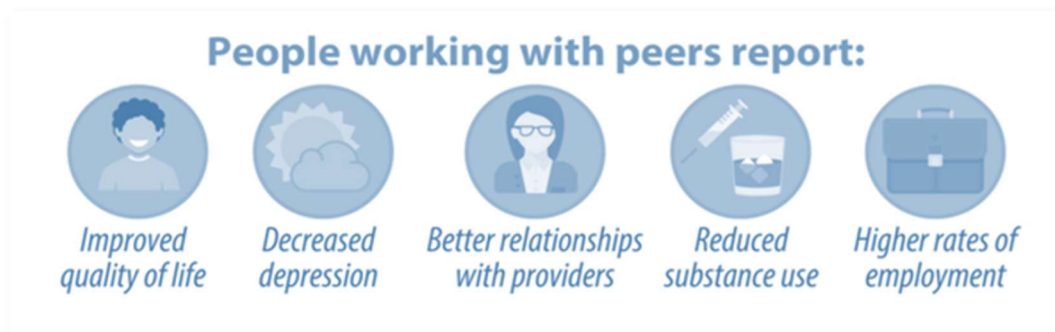 People working with peers report:
Improved
quality of life
Decreased
depression
Better relationships
with providers
Reduced
substance use
Higher rates of
employment